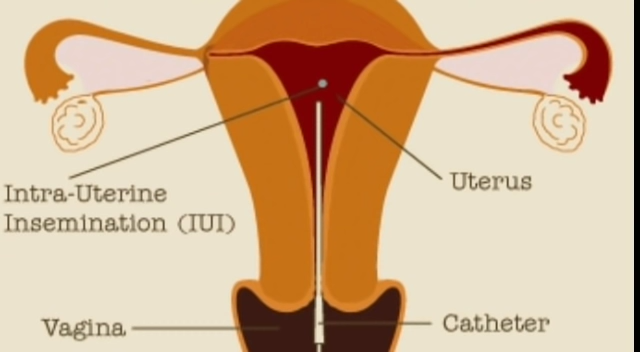 Intra-Uterine
Insemination (IUI)
Uterus
Vagina
Catheter